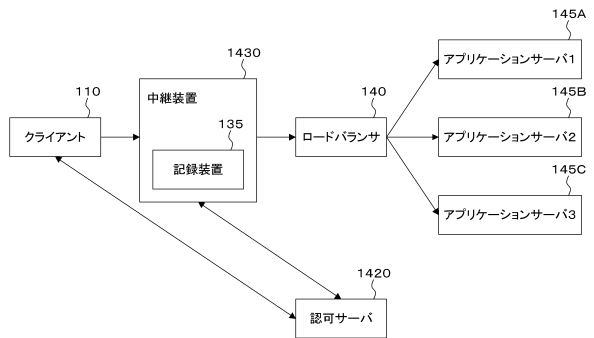 145A
アプリケーションサーバ1
1430
中継装置
110
クライアント
135
記録装置
140
ロードバランサ
145B
アプリケーションサーバ2
145C
アプリケーションサーバ3
1420
認可サーバ